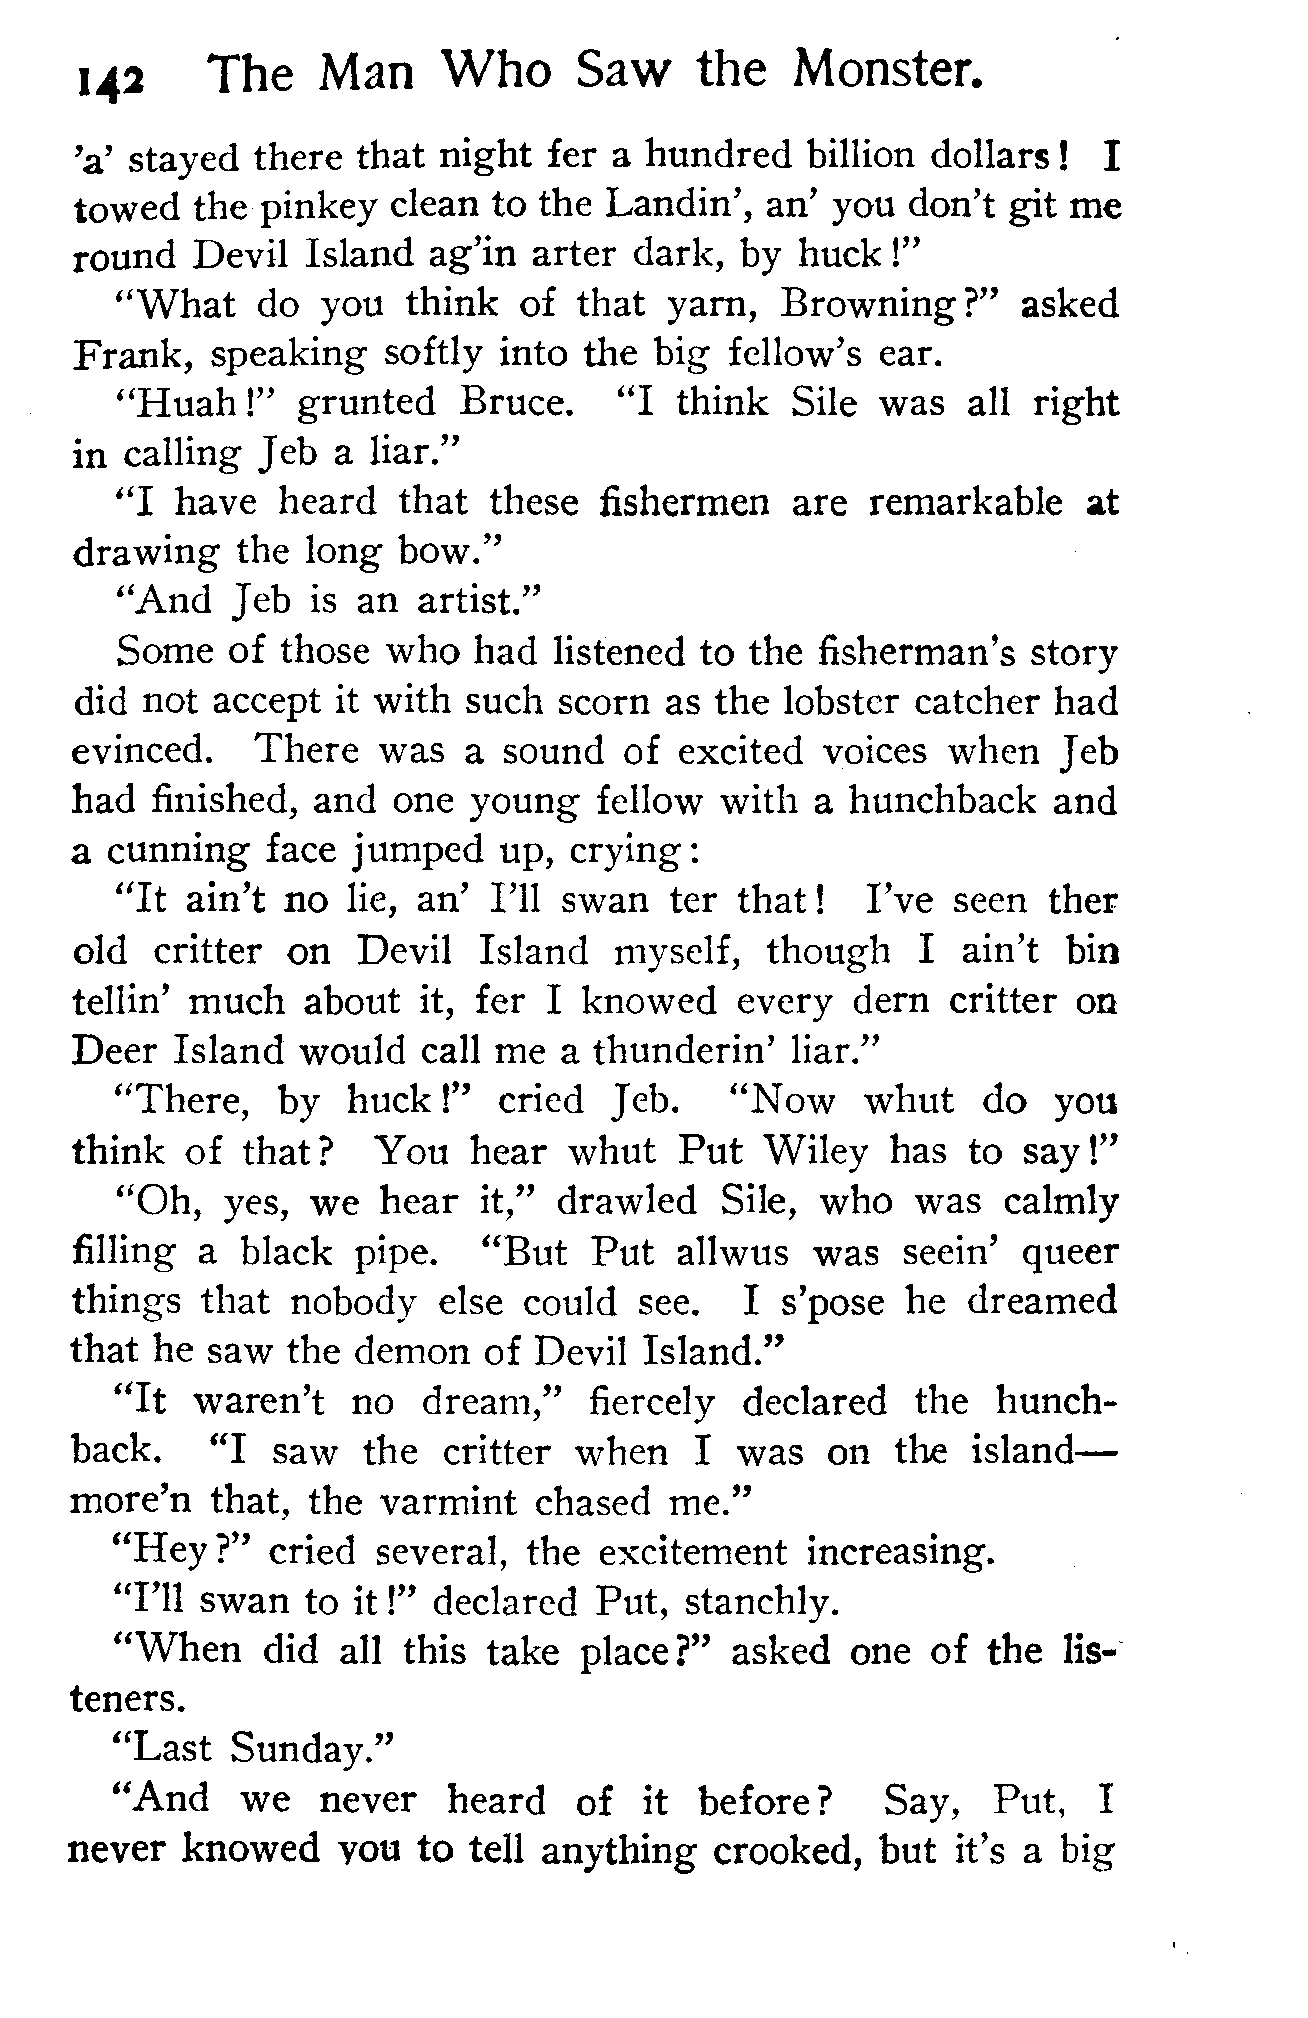 142 The Man Who Saw the Monster.
’a’ stayed there that night fer a hundred billion dollars! I
towed the pinkey clean to the Landin’, an’ you don’t git me
round Devil Island ag’in arter dark, by huck!”
“What do you think of that yarn, Browning?” asked
Frank, speaking softly into the big fellow’s ear.
“Huah!” grunted Bruce. “I think Sile was all right
in calling Jeb a liar.”
“I have heard that these fishermen are remarkable at
drawing the long bow.”
“And Jeb is an artist.”
Some of those who had listened to the fisherman’s story
did not accept it with such scorn as the lobster catcher had
evinced. There was a sound of excited voices when Jeb
had finished, and one young fellow with a hunchback and
a cunning face jumped up, crying:
“It ain’t no lie, an’ I’ll swan ter that! I’ve seen ther
old critter on Devil Island myself, though I ain’t bin
tellin’ much about it, fer I knowed every dern critter on
Deer Island would call me a thunderin’ liar.”
“There, by huck!” cried Jeb. “Now whut do you
think of that? You hear whut Put Wiley has to say!”
“Oh, yes, we hear it,” drawled Sile, who was calmly
filling a black pipe. “But Put allwus was seein’ queer
things that nobody else could see. I s’pose he dreamed
that he saw the demon of Devil Island.”
“It waren’t no dream,” fiercely declared the hunch-
back. “I saw the critter when I was on the island—
more’n that, the varmint chased me.”
“Hey?” cried several, the excitement increasing.
“I’ll swan to it!” declared Put, stanchly.
“When did all this take place?” asked one of the lis-
teners.
“Last Sunday.”
“And we never heard of it before? Say, Put, I
never knowed you to tell anything crooked, but it’s a big